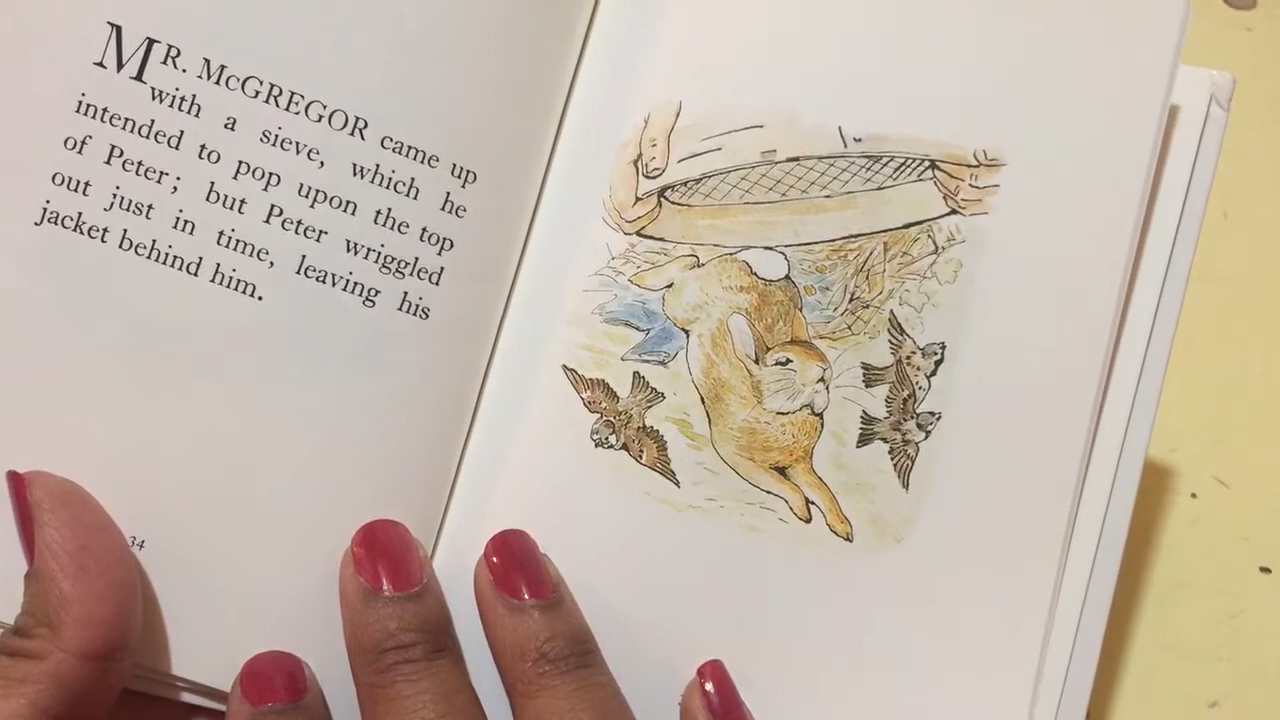 MR. McGREGOR came up
with a sieve, which he
intended to pop upon the top
of Peter; but Peter wriggled
out just in time, leaving his
jacket behind him.
34